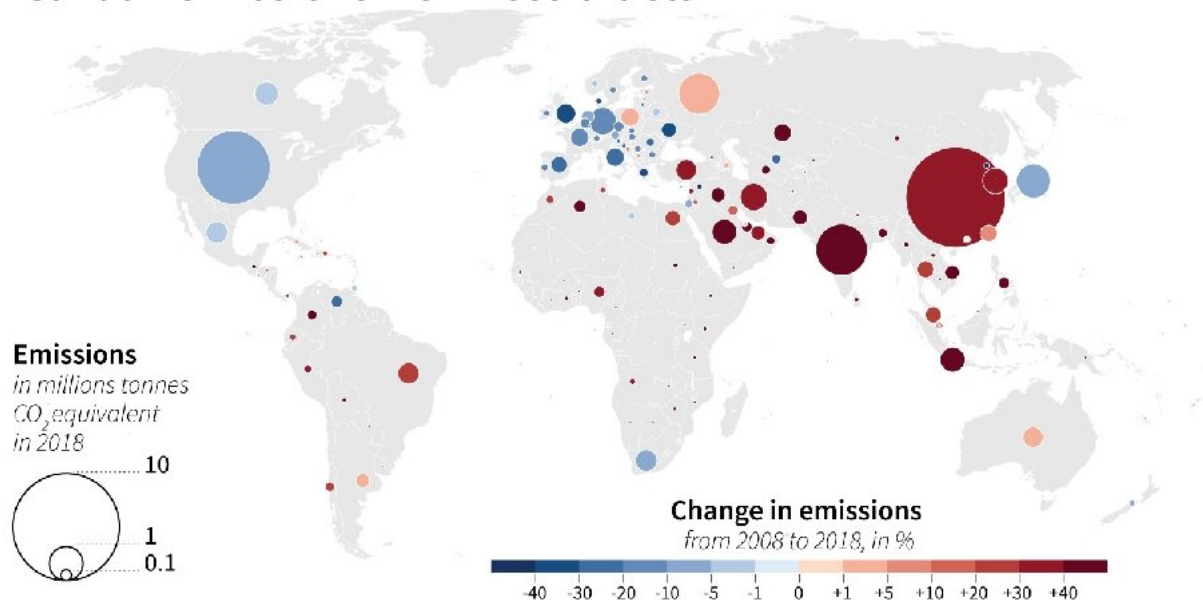 Emissions
in millions tonnes
CO2 equivalent
in 2018
10
1
0.1
Change in emissions
from 2008 to 2018, in %
-40 -30 -20 -10 -5 -1 0 +1 +5 +10 +20 +30 +40